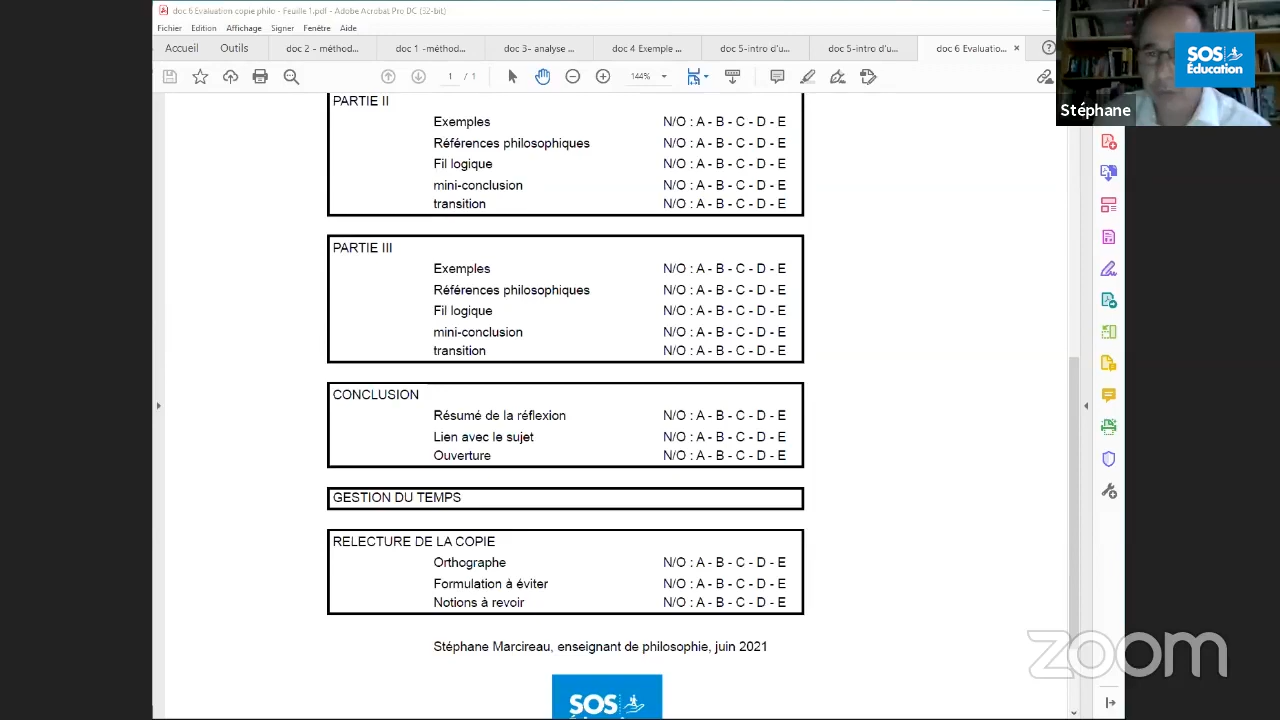 doc 6 Evaluation copie philo - Feuille 1.pdf - Adobe Acrobat Pro DC (32-bit)
Fichier Edition Affichage Signer Fenêtre Aide
Accueil Outils doc 2 - méthod... doc 1 -méthod... doc 3- analyse ... doc 4 Exemple ... doc 5-intro d'u... doc 5-intro d'u... doc 6 Evaluatio... ×
1 / 1 144%
SOS
Éducation
Stéphane
PARTIE II
Exemples N/O : A - B - C - D - E
Références philosophiques N/O : A - B - C - D - E
Fil logique N/O : A - B - C - D - E
mini-conclusion N/O : A - B - C - D - E
transition N/O : A - B - C - D - E
PARTIE III
Exemples N/O : A - B - C - D - E
Références philosophiques N/O : A - B - C - D - E
Fil logique N/O : A - B - C - D - E
mini-conclusion N/O : A - B - C - D - E
transition N/O : A - B - C - D - E
CONCLUSION
Résumé de la réflexion N/O : A - B - C - D - E
Lien avec le sujet N/O : A - B - C - D - E
Ouverture N/O : A - B - C - D - E
GESTION DU TEMPS
RELECTURE DE LA COPIE
Orthographe N/O : A - B - C - D - E
Formulation à éviter N/O : A - B - C - D - E
Notions à revoir N/O : A - B - C - D - E
Stéphane Marcireau, enseignant de philosophie, juin 2021
zoom
SOS